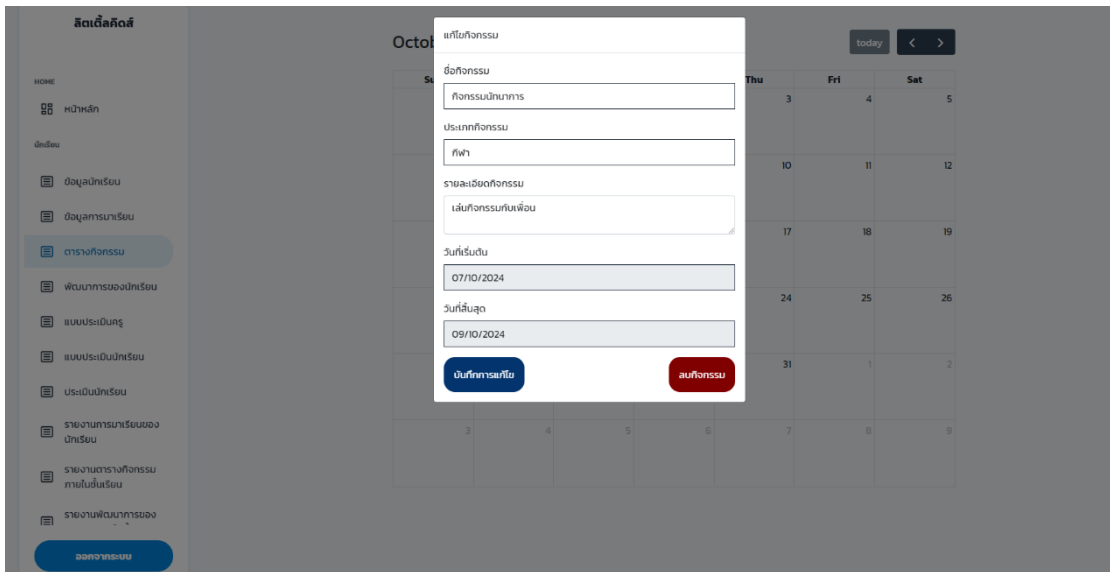 ลิตเติ้ลคิดส์
HOME
หน้าหลัก
นักเรียน
ข้อมูลนักเรียน
ข้อมูลการมาเรียน
ตารางกิจกรรม
พัฒนาการของนักเรียน
แบบประเมินครู
แบบประเมินนักเรียน
ประเมินนักเรียน
รายงานการมาเรียนของ
นักเรียน
รายงานตารางกิจกรรม
ภายในชั้นเรียน
รายงานพัฒนาการของ
ออกจากระบบ
แก้ไขกิจกรรม
ชื่อกิจกรรม
กิจกรรมนักนาการ
ประเภทกิจกรรม
กีฬา
รายละเอียดกิจกรรม
เล่นกิจกรรมกับเพื่อน
วันที่เริ่มต้น
07/10/2024
วันที่สิ้นสุด
09/10/2024
บันทึกการแก้ไข ลบกิจกรรม
today
Thu Fri Sat
3 4 5
10 11 12
17 18 19
24 25 26
31 1 2
3 4 5 6 7 8 9